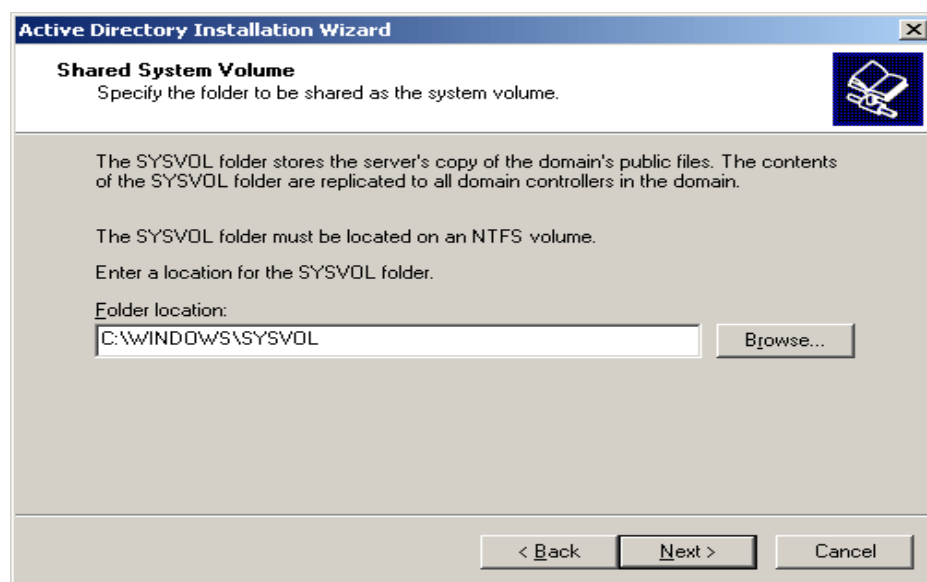 Active Directory Installation Wizard
Shared System Volume
Specify the folder to be shared as the system volume.
The SYSVOL folder stores the server's copy of the domain's public files. The contents
of the SYSVOL folder are replicated to all domain controllers in the domain.
The SYSVOL folder must be located on an NTFS volume.
Enter a location for the SYSVOL folder.
Folder location:
C:\WINDOWS\SYSVOL
Browse...
< Back
Next >
Cancel